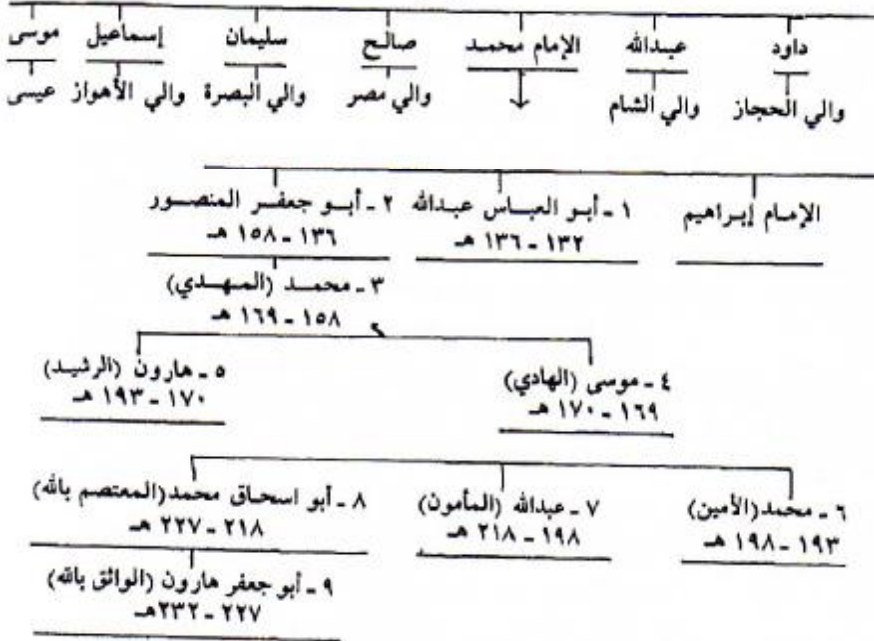 داود عبدالله الإمام محمد صالح سليمان إسماعيل موسى
والي الحجاز والي الشام ↓ والي مصر والي البصرة والي الأهواز عيسى
الإمام إبراهيم ١ - أبو العباس عبدالله ٢ - أبو جعفر المنصور
١٣٢ - ١٣٦ هـ ١٣٦ - ١٥٨ هـ
٣ - محمد (المهدي)
١٥٨ - ١٦٩ هـ
٤ - موسى (الهادي) ٥ - هارون (الرشيد)
١٦٩ - ١٧٠ هـ ١٧٠ - ١٩٣ هـ
٦ - محمد (الأمين) ٧ - عبدالله (المأمون) ٨ - أبو اسحاق محمد (المعتصم بالله)
١٩٣ - ١٩٨ هـ ١٩٨ - ٢١٨ هـ ٢١٨ - ٢٢٧ هـ
٩ - أبو جعفر هارون (الواثق بالله)
٢٢٧ - ٢٣٢ هـ